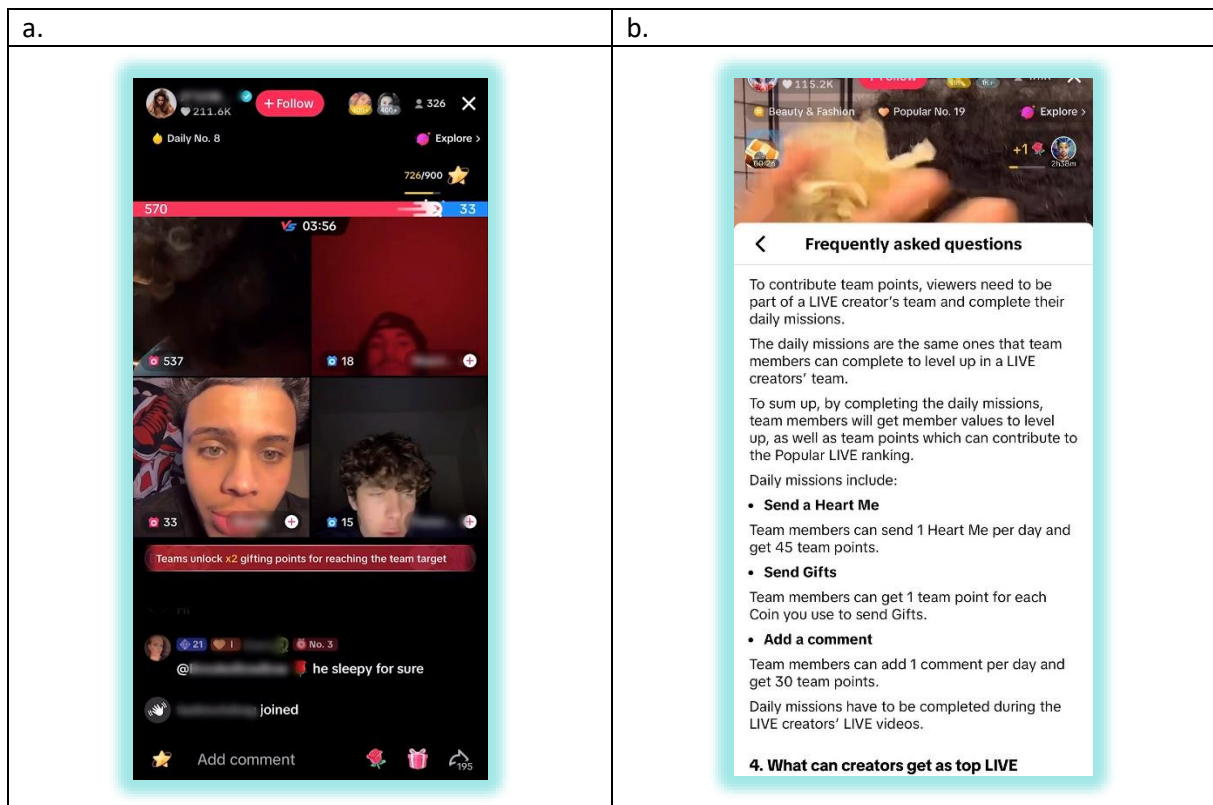 a.
b.
211.6K
+ Follow
326
Daily No. 8
Explore >
726/900
570
33
VS 03:56
537
18
33
15
Teams unlock x2 gifting points for reaching the team target
Hi
21
No. 3
@ he sleepy for sure
joined
Add comment
195
115.2K
+ Follow
Beauty & Fashion
Popular No. 19
Explore >
+1
2h38m
Frequently asked questions
To contribute team points, viewers need to be
part of a LIVE creator's team and complete their
daily missions.
The daily missions are the same ones that team
members can complete to level up in a LIVE
creators' team.
To sum up, by completing the daily missions,
team members will get member values to level
up, as well as team points which can contribute to
the Popular LIVE ranking.
Daily missions include:
• Send a Heart Me
Team members can send 1 Heart Me per day and
get 45 team points.
• Send Gifts
Team members can get 1 team point for each
Coin you use to send Gifts.
• Add a comment
Team members can add 1 comment per day and
get 30 team points.
Daily missions have to be completed during the
LIVE creators' LIVE videos.
4. What can creators get as top LIVE